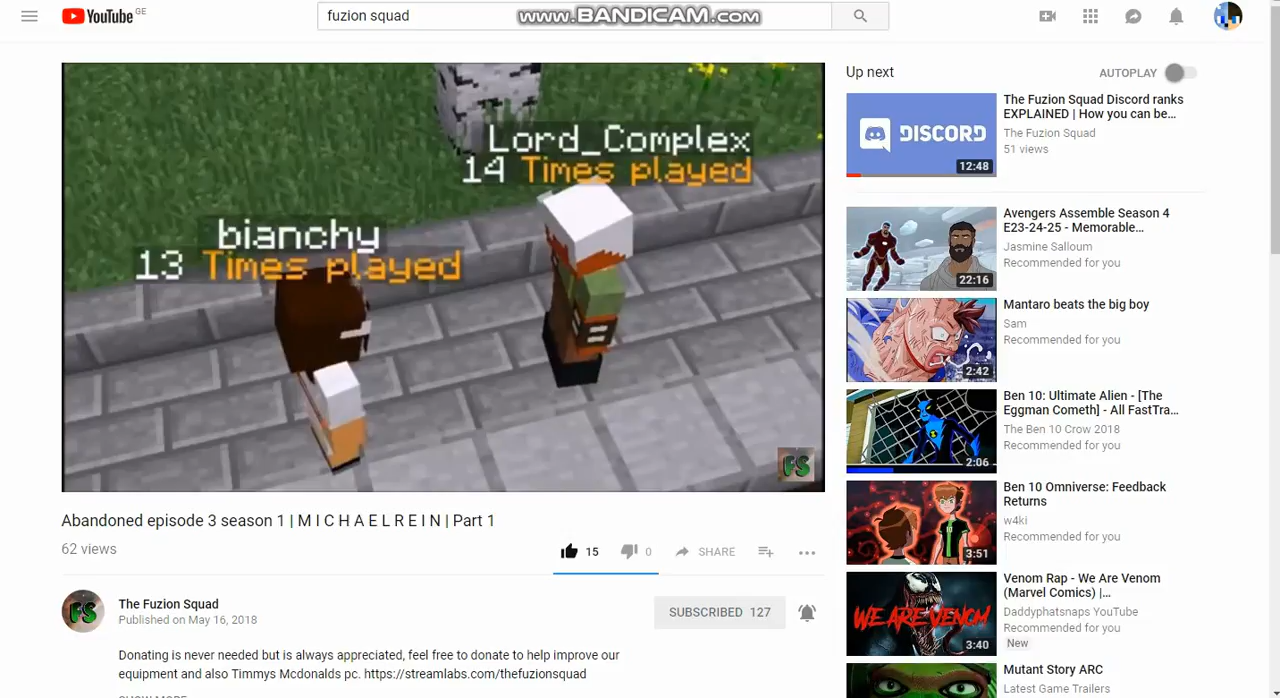 YouTube GE
fuzion squad
www.BANDICAM.com
Lord_Complex
14 Times played
bianchy
13 Times played
FS
Abandoned episode 3 season 1 | M I C H A E L R E I N | Part 1
62 views
15
0
SHARE
FS
The Fuzion Squad
Published on May 16, 2018
SUBSCRIBED 127
Donating is never needed but is always appreciated, feel free to donate to help improve our
equipment and also Timmys Mcdonalds pc. https://streamlabs.com/thefuzionsquad
Up next
AUTOPLAY
DISCORD
12:48
The Fuzion Squad Discord ranks
EXPLAINED | How you can be...
The Fuzion Squad
51 views
22:16
Avengers Assemble Season 4
E23-24-25 - Memorable...
Jasmine Salloum
Recommended for you
2:42
Mantaro beats the big boy
Sam
Recommended for you
2:06
Ben 10: Ultimate Alien - [The
Eggman Cometh] - All FastTra...
The Ben 10 Crow 2018
Recommended for you
3:51
Ben 10 Omniverse: Feedback
Returns
w4ki
Recommended for you
WE ARE VENOM
3:40
Venom Rap - We Are Venom
(Marvel Comics) |...
Daddyphatsnaps YouTube
Recommended for you
New
Mutant Story ARC
Latest Game Trailers